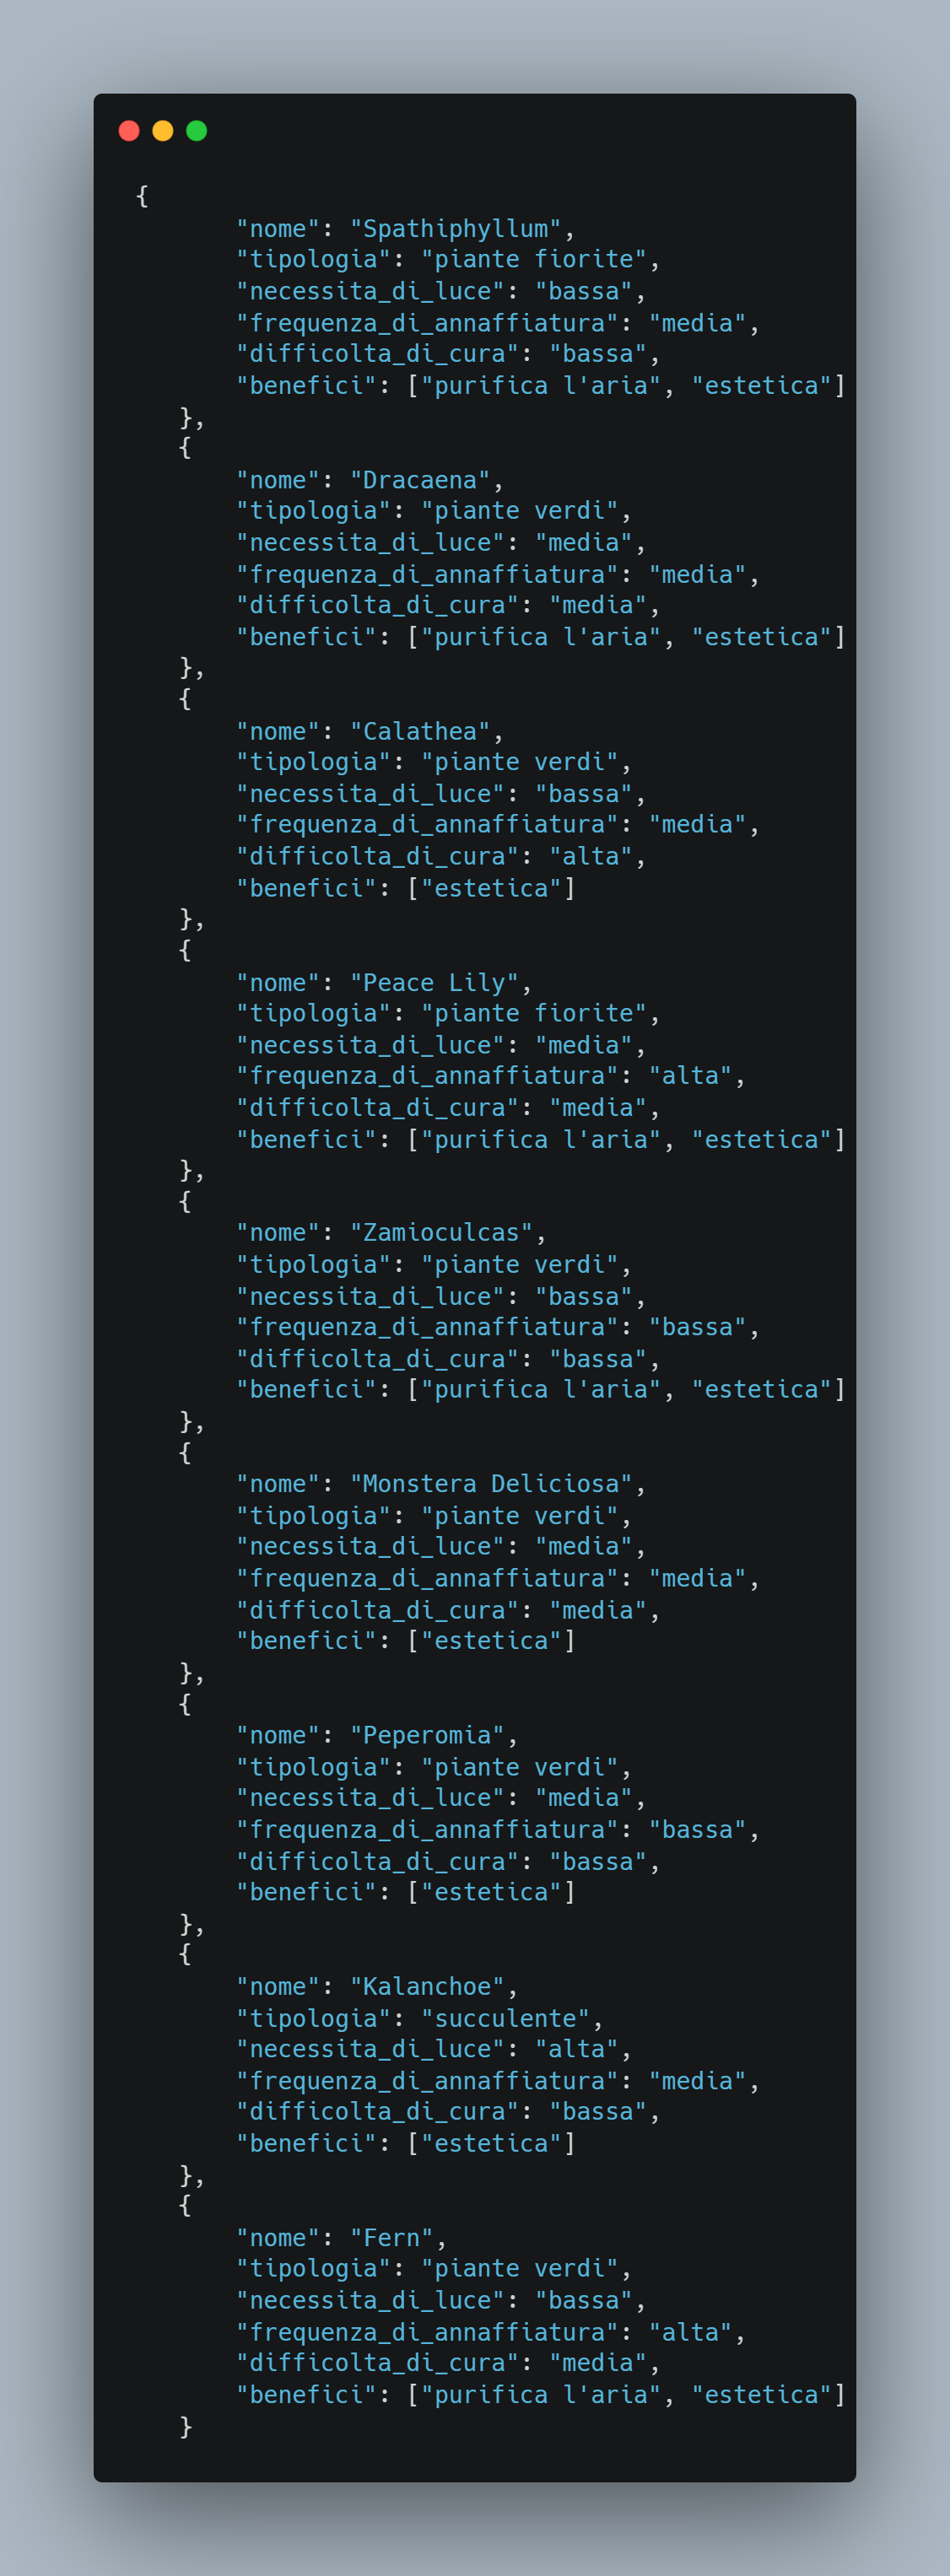 {
"nome": "Spathiphyllum",
"tipologia": "piante fiorite",
"necessita_di_luce": "bassa",
"frequenza_di_annaffiatura": "media",
"difficolta_di_cura": "bassa",
"benefici": ["purifica l'aria", "estetica"]
},
{
"nome": "Dracaena",
"tipologia": "piante verdi",
"necessita_di_luce": "media",
"frequenza_di_annaffiatura": "media",
"difficolta_di_cura": "media",
"benefici": ["purifica l'aria", "estetica"]
},
{
"nome": "Calathea",
"tipologia": "piante verdi",
"necessita_di_luce": "bassa",
"frequenza_di_annaffiatura": "media",
"difficolta_di_cura": "alta",
"benefici": ["estetica"]
},
{
"nome": "Peace Lily",
"tipologia": "piante fiorite",
"necessita_di_luce": "media",
"frequenza_di_annaffiatura": "alta",
"difficolta_di_cura": "media",
"benefici": ["purifica l'aria", "estetica"]
},
{
"nome": "Zamioculcas",
"tipologia": "piante verdi",
"necessita_di_luce": "bassa",
"frequenza_di_annaffiatura": "bassa",
"difficolta_di_cura": "bassa",
"benefici": ["purifica l'aria", "estetica"]
},
{
"nome": "Monstera Deliciosa",
"tipologia": "piante verdi",
"necessita_di_luce": "media",
"frequenza_di_annaffiatura": "media",
"difficolta_di_cura": "media",
"benefici": ["estetica"]
},
{
"nome": "Peperomia",
"tipologia": "piante verdi",
"necessita_di_luce": "media",
"frequenza_di_annaffiatura": "bassa",
"difficolta_di_cura": "bassa",
"benefici": ["estetica"]
},
{
"nome": "Kalanchoe",
"tipologia": "succulente",
"necessita_di_luce": "alta",
"frequenza_di_annaffiatura": "media",
"difficolta_di_cura": "bassa",
"benefici": ["estetica"]
},
{
"nome": "Fern",
"tipologia": "piante verdi",
"necessita_di_luce": "bassa",
"frequenza_di_annaffiatura": "alta",
"difficolta_di_cura": "media",
"benefici": ["purifica l'aria", "estetica"]
}